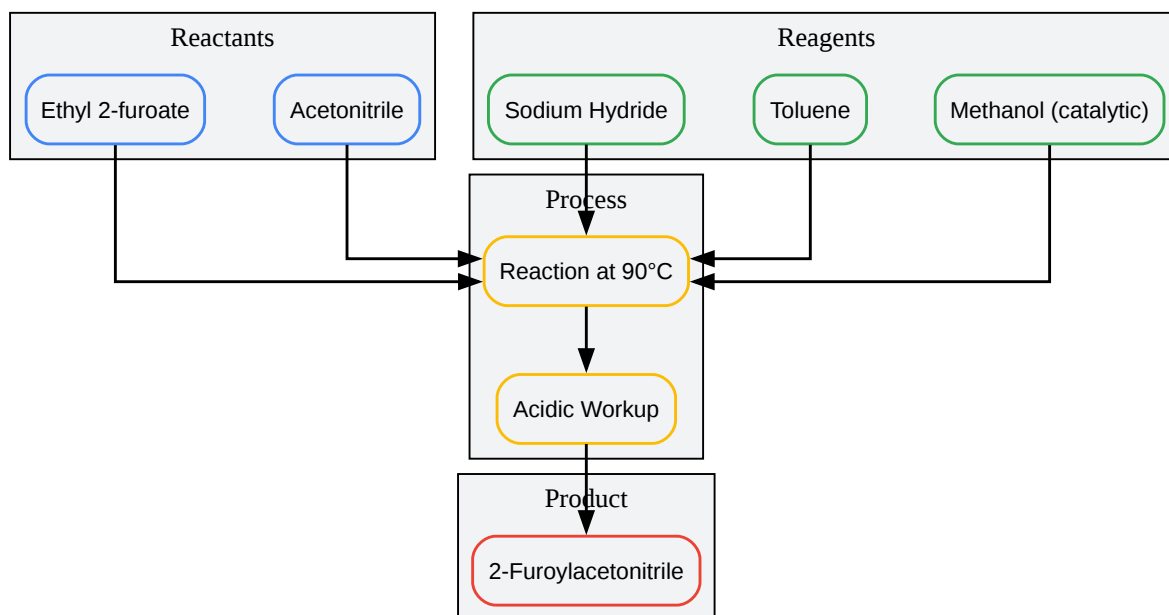 Reactants
Reagents
Ethyl 2-furoate
Acetonitrile
Sodium Hydride
Toluene
Methanol (catalytic)
Process
Reaction at 90°C
Acidic Workup
Product
2-Furoylacetonitrile